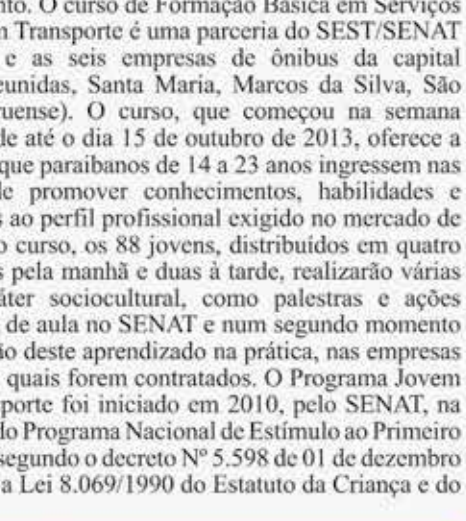 nto. O curso de Formação Básica em Serviços
m Transporte é uma parceria do SEST/SENAT
e as seis empresas de ônibus da capital
eunidas, Santa Maria, Marcos da Silva, São
ruense). O curso, que começou na semana
de até o dia 15 de outubro de 2013, oferece a
que paraibanos de 14 a 23 anos ingressem nas
de promover conhecimentos, habilidades e
s ao perfil profissional exigido no mercado de
o curso, os 88 jovens, distribuídos em quatro
s pela manhã e duas à tarde, realizarão várias
áter sociocultural, como palestras e ações
de aula no SENAT e num segundo momento
ão deste aprendizado na prática, nas empresas
quais forem contratados. O Programa Jovem
porte foi iniciado em 2010, pelo SENAT, na
do Programa Nacional de Estímulo ao Primeiro
segundo o decreto Nº 5.598 de 01 de dezembro
a Lei 8.069/1990 do Estatuto da Criança e do